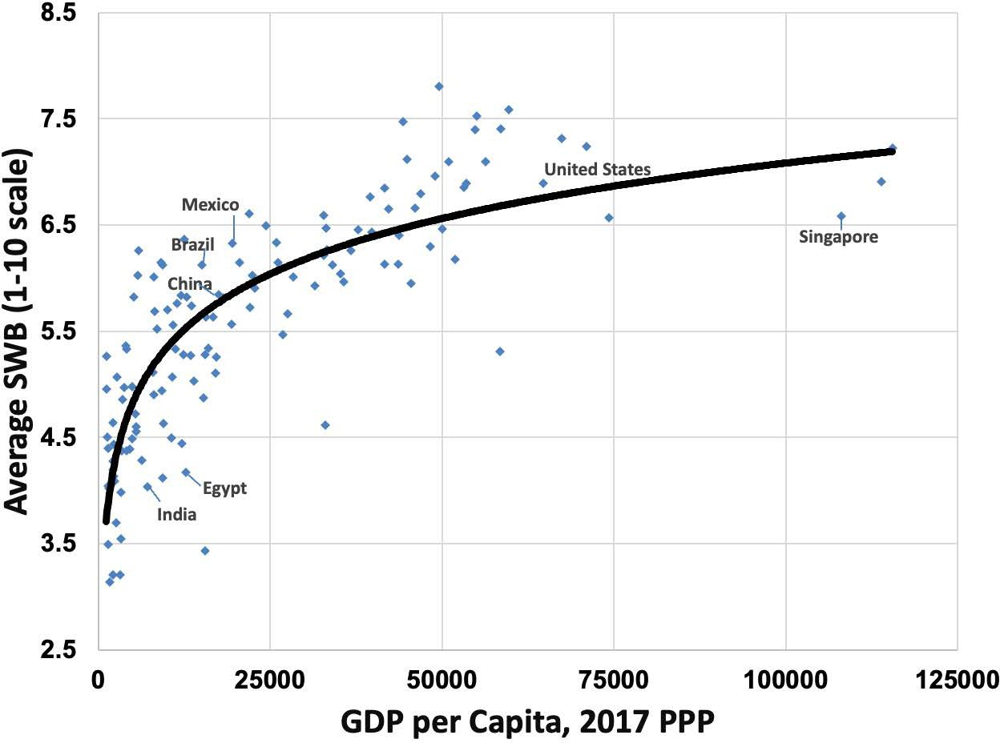 8.5
7.5
6.5
5.5
4.5
3.5
2.5
Average SWB (1-10 scale)
Mexico
Brazil
China
United States
Singapore
Egypt
India
0 25000 50000 75000 100000 125000
GDP per Capita, 2017 PPP